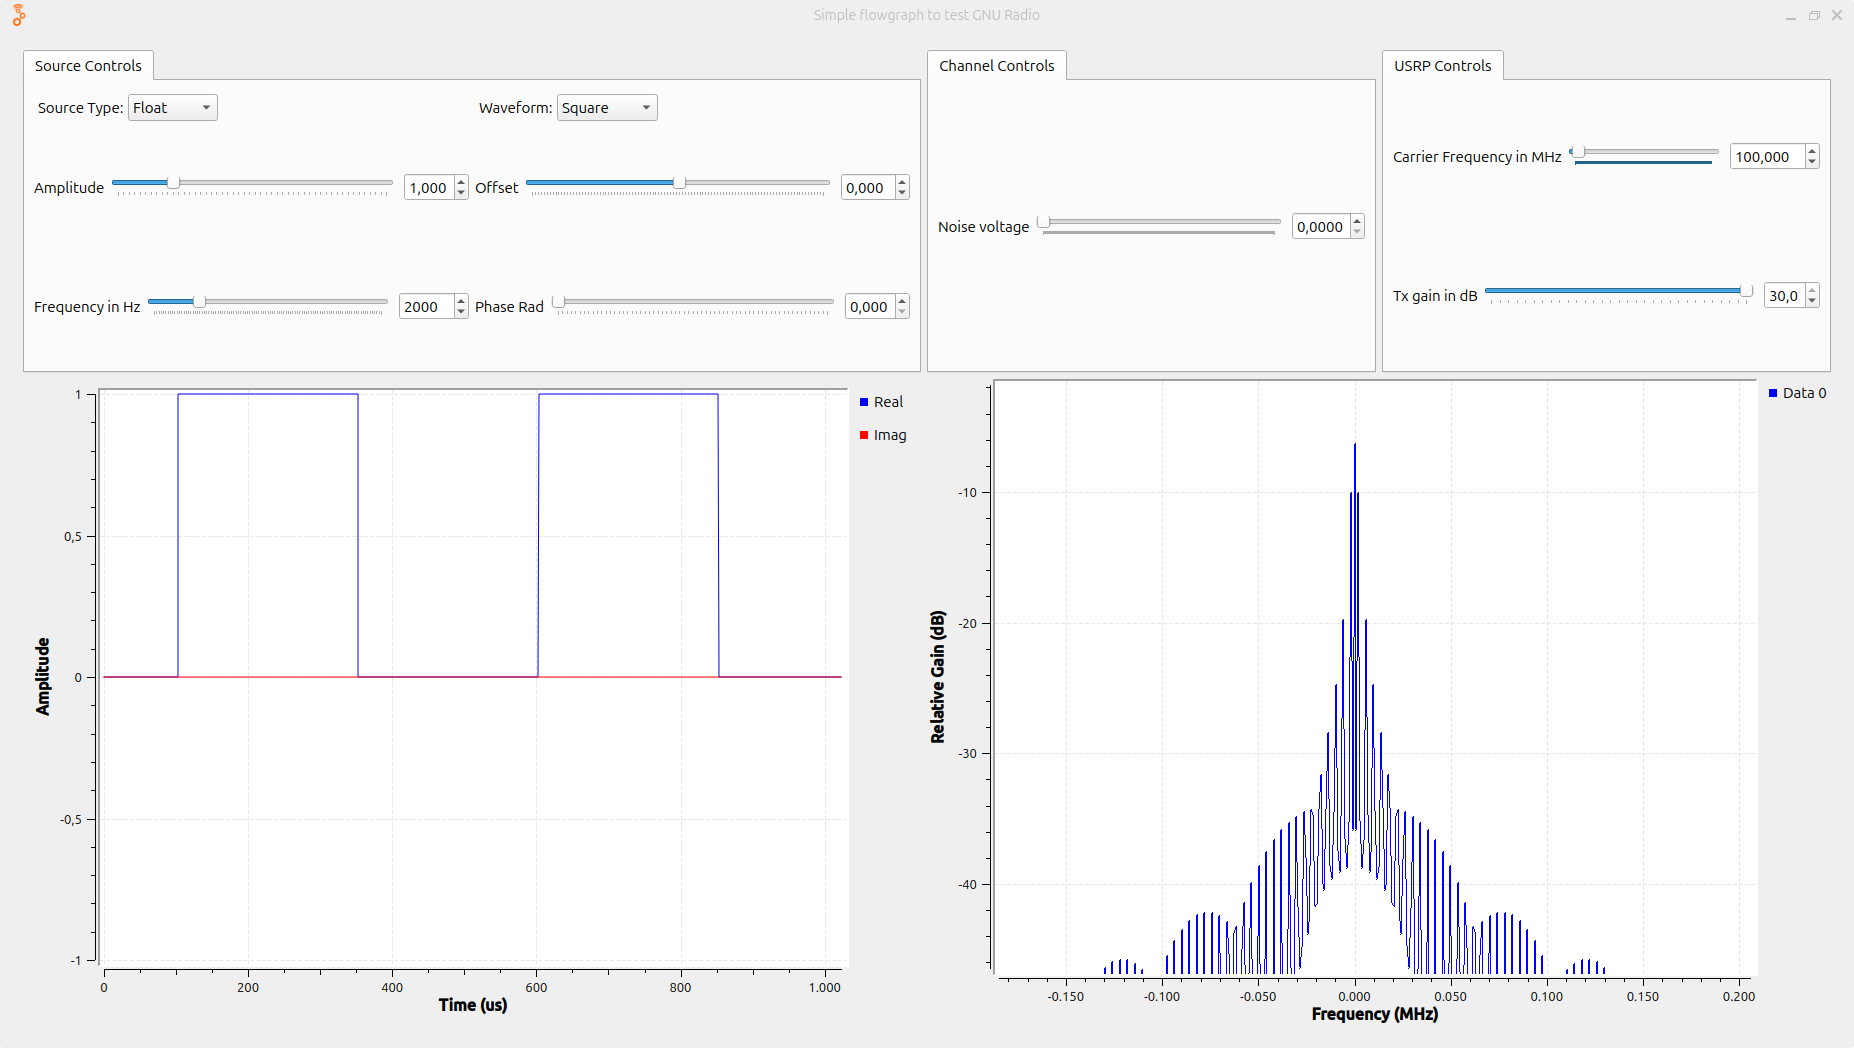 Simple flowgraph to test GNU Radio
Source Controls
Channel Controls
USRP Controls
Source Type: Float
Waveform: Square
Amplitude 1,000
Offset 0,000
Frequency in Hz 2000
Phase Rad 0,000
Noise voltage 0,0000
Carrier Frequency in MHz 100,000
Tx gain in dB 30,0
1
0,5
0
-0,5
-1
Amplitude
0 200 400 600 800 1.000
Time (us)
Real
Imag
-10
-20
-30
-40
Relative Gain (dB)
-0.150 -0.100 -0.050 0.000 0.050 0.100 0.150 0.200
Frequency (MHz)
Data 0